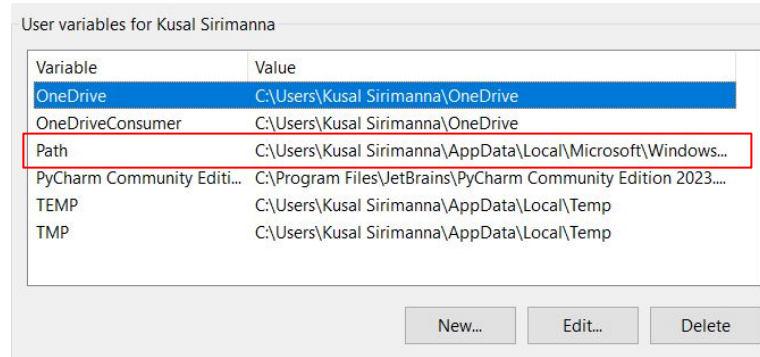 User variables for Kusal Sirimanna
Variable Value
OneDrive C:\Users\Kusal Sirimanna\OneDrive
OneDriveConsumer C:\Users\Kusal Sirimanna\OneDrive
Path C:\Users\Kusal Sirimanna\AppData\Local\Microsoft\Windows...
PyCharm Community Editi... C:\Program Files\JetBrains\PyCharm Community Edition 2023....
TEMP C:\Users\Kusal Sirimanna\AppData\Local\Temp
TMP C:\Users\Kusal Sirimanna\AppData\Local\Temp
New... Edit... Delete